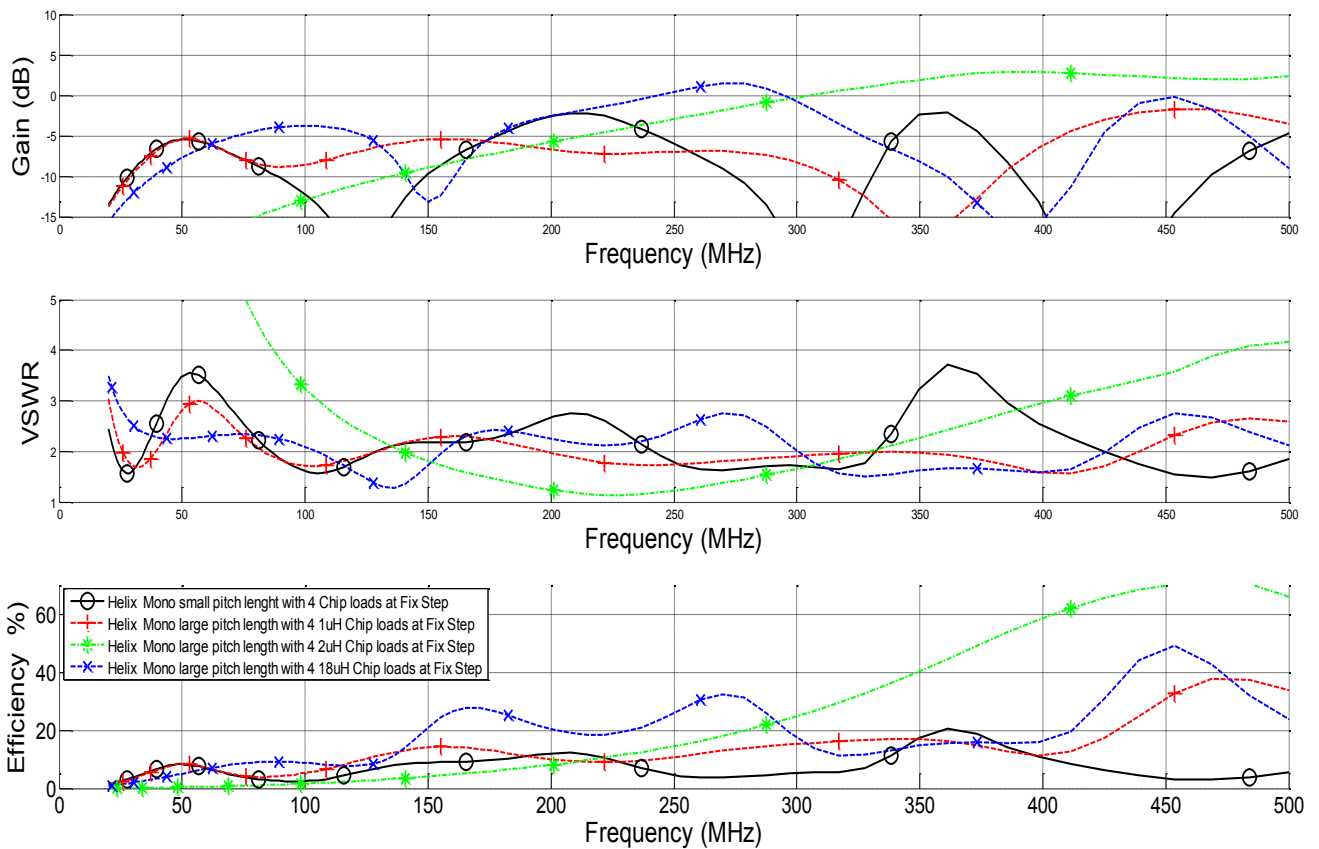 10
5
0
-5
-10
-15
Gain (dB)
0 50 100 150 200 250 300 350 400 450 500
Frequency (MHz)
5
4
3
2
1
VSWR
0 50 100 150 200 250 300 350 400 450 500
Frequency (MHz)
60
40
20
0
Efficiency %)
Helix Mono small pitch lenght with 4 Chip loads at Fix Step
Helix Mono large pitch length with 4 1uH Chip loads at Fix Step
Helix Mono large pitch length with 4 2uH Chip loads at Fix Step
Helix Mono large pitch length with 4 18uH Chip loads at Fix Step
0 50 100 150 200 250 300 350 400 450 500
Frequency (MHz)